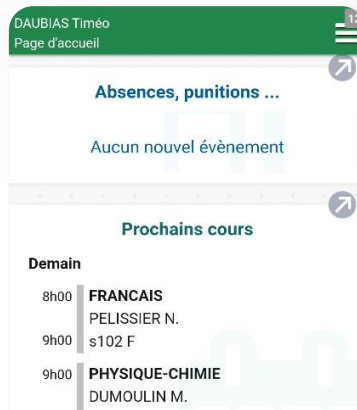 DAUBIAS Timéo
12
Page d'accueil
Absences, punitions ...
Aucun nouvel évènement
Prochains cours
Demain
8h00 FRANCAIS
PELISSIER N.
9h00 s102 F
9h00 PHYSIQUE-CHIMIE
DUMOULIN M.